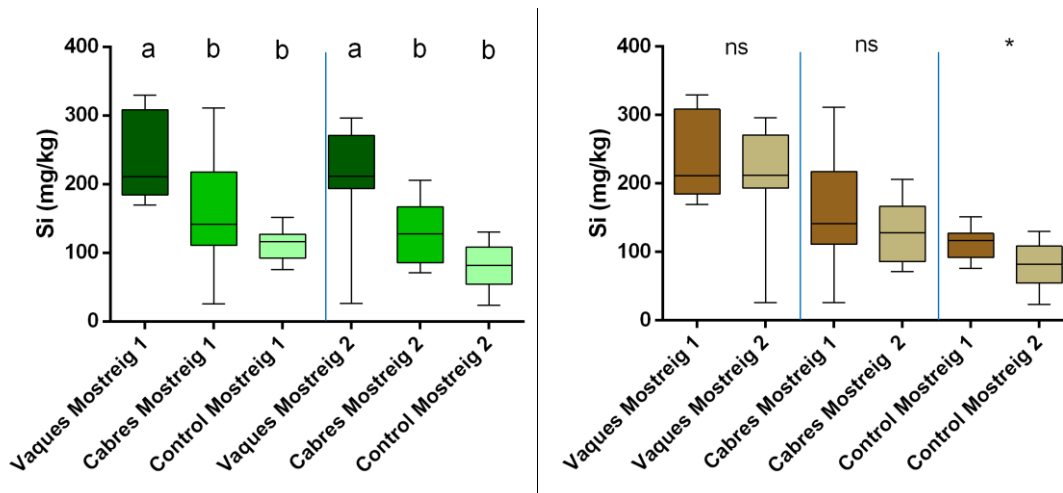 a b b a b b
Si (mg/kg)
400
300
200
100
0
Vaques Mostreig 1
Cabres Mostreig 1
Control Mostreig 1
Vaques Mostreig 2
Cabres Mostreig 2
Control Mostreig 2
ns ns *
Si (mg/kg)
400
300
200
100
0
Vaques Mostreig 1
Vaques Mostreig 2
Cabres Mostreig 1
Cabres Mostreig 2
Control Mostreig 1
Control Mostreig 2